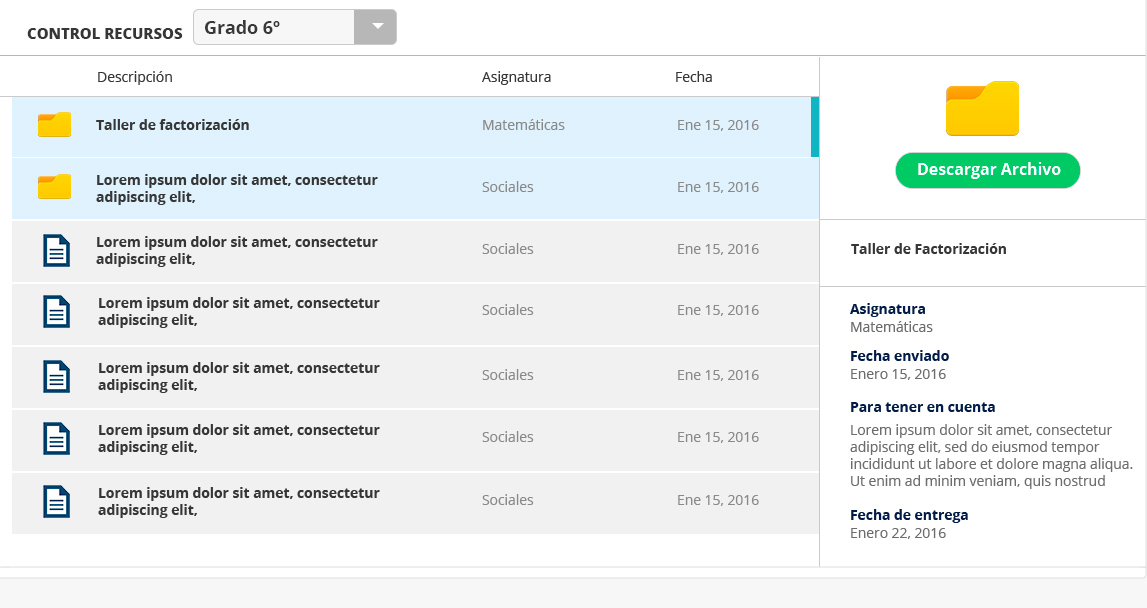 CONTROL RECURSOS
Grado 6º
Descripción Asignatura Fecha
Taller de factorización Matemáticas Ene 15, 2016
Lorem ipsum dolor sit amet, consectetur
adipiscing elit,
Sociales Ene 15, 2016
Lorem ipsum dolor sit amet, consectetur
adipiscing elit,
Sociales Ene 15, 2016
Lorem ipsum dolor sit amet, consectetur
adipiscing elit,
Sociales Ene 15, 2016
Lorem ipsum dolor sit amet, consectetur
adipiscing elit,
Sociales Ene 15, 2016
Lorem ipsum dolor sit amet, consectetur
adipiscing elit,
Sociales Ene 15, 2016
Lorem ipsum dolor sit amet, consectetur
adipiscing elit,
Sociales Ene 15, 2016
Descargar Archivo
Taller de Factorización
Asignatura
Matemáticas
Fecha enviado
Enero 15, 2016
Para tener en cuenta
Lorem ipsum dolor sit amet, consectetur
adipiscing elit, sed do eiusmod tempor
incididunt ut labore et dolore magna aliqua.
Ut enim ad minim veniam, quis nostrud
Fecha de entrega
Enero 22, 2016